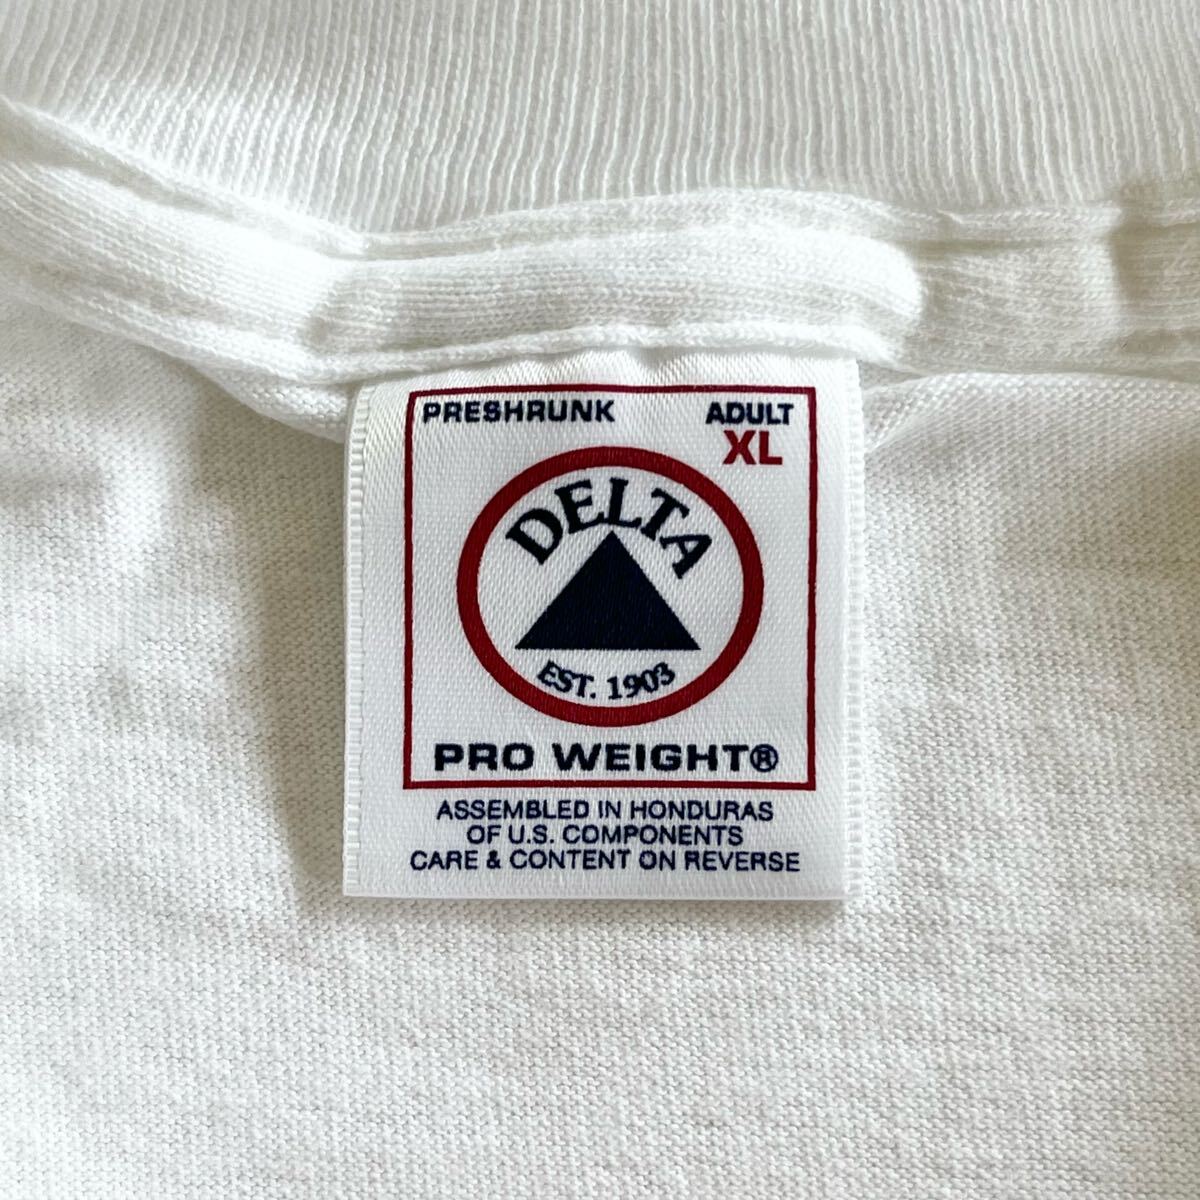 PRESHRUNK ADULT
XL
DELTA
EST. 1903
PRO WEIGHT®
ASSEMBLED IN HONDURAS
OF U.S. COMPONENTS
CARE & CONTENT ON REVERSE